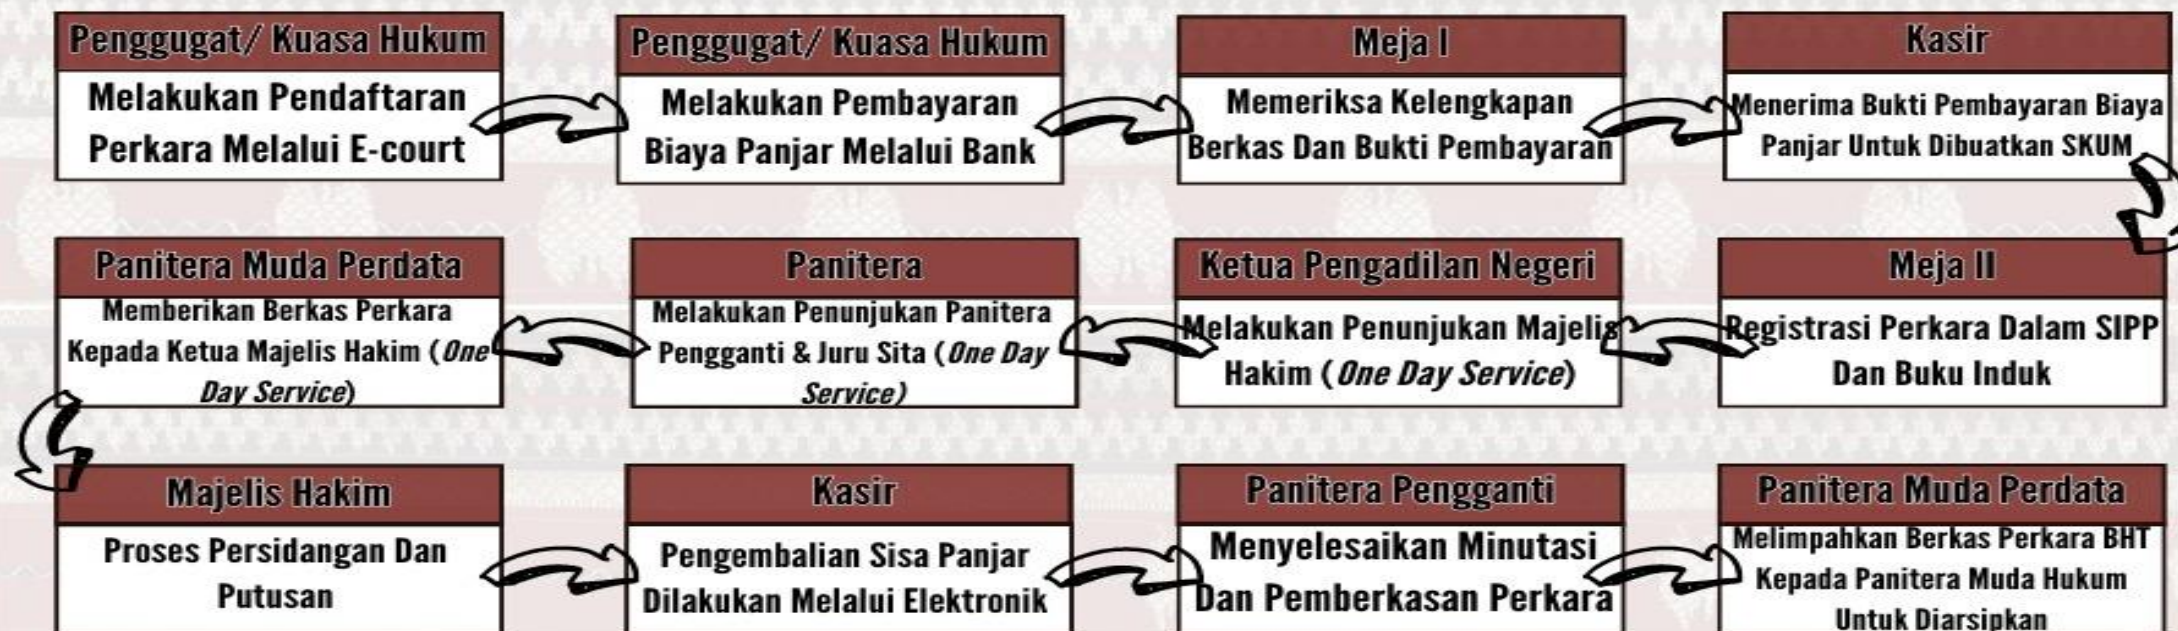 Penggugat/ Kuasa Hukum
Melakukan Pendaftaran
Perkara Melalui E-court
Penggugat/ Kuasa Hukum
Melakukan Pembayaran
Biaya Panjar Melalui Bank
Meja I
Memeriksa Kelengkapan
Berkas Dan Bukti Pembayaran
Kasir
Menerima Bukti Pembayaran Biaya
Panjar Untuk Dibuatkan SKUM
Meja II
Registrasi Perkara Dalam SIPP
Dan Buku Induk
Ketua Pengadilan Negeri
Melakukan Penunjukan Majelis
Hakim (One Day Service)
Panitera
Melakukan Penunjukan Panitera
Pengganti & Juru Sita (One Day
Service)
Panitera Muda Perdata
Memberikan Berkas Perkara
Kepada Ketua Majelis Hakim (One
Day Service)
Majelis Hakim
Proses Persidangan Dan
Putusan
Kasir
Pengembalian Sisa Panjar
Dilakukan Melalui Elektronik
Panitera Pengganti
Menyelesaikan Minutasi
Dan Pemberkasan Perkara
Panitera Muda Perdata
Melimpahkan Berkas Perkara BHT
Kepada Panitera Muda Hukum
Untuk Diarsipkan